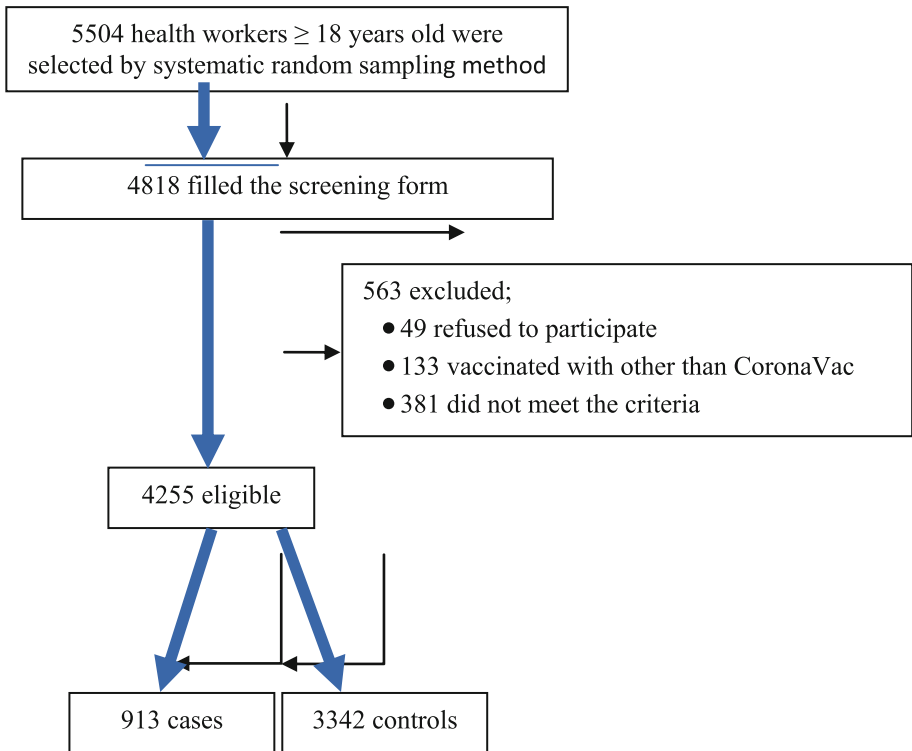 5504 health workers ≥ 18 years old were
selected by systematic random sampling method
4818 filled the screening form
563 excluded;
● 49 refused to participate
● 133 vaccinated with other than CoronaVac
● 381 did not meet the criteria
4255 eligible
913 cases
3342 controls